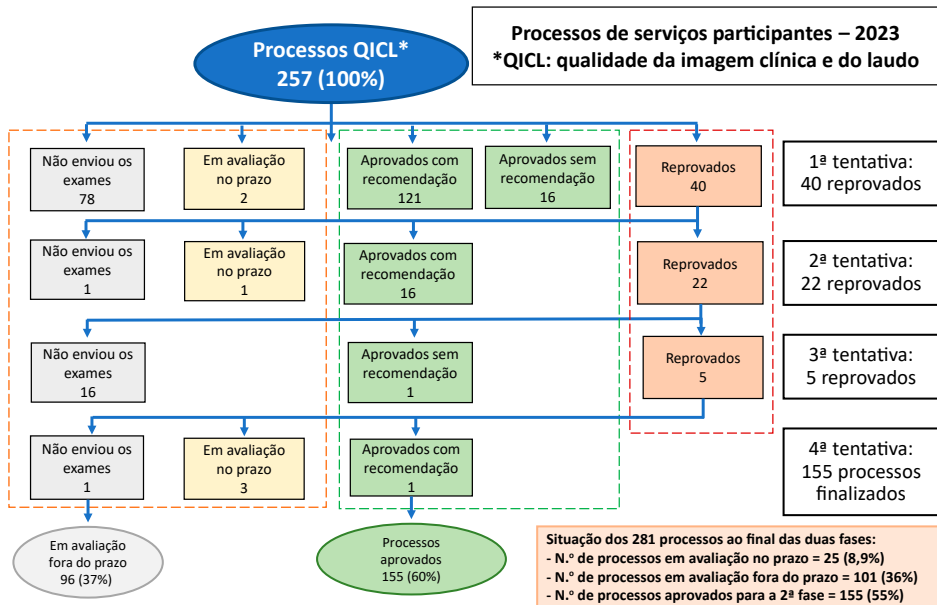 Processos QICL*
257 (100%)
Processos de serviços participantes – 2023
*QICL: qualidade da imagem clínica e do laudo
Não enviou os
exames
78
Em avaliação
no prazo
2
Aprovados com
recomendação
121
Aprovados sem
recomendação
16
Reprovados
40
1ª tentativa:
40 reprovados
Não enviou os
exames
1
Em avaliação
no prazo
1
Aprovados com
recomendação
16
Reprovados
22
2ª tentativa:
22 reprovados
Não enviou os
exames
16
Aprovados sem
recomendação
1
Reprovados
5
3ª tentativa:
5 reprovados
Não enviou os
exames
1
Em avaliação
no prazo
3
Aprovados com
recomendação
1
4ª tentativa:
155 processos
finalizados
Em avaliação
fora do prazo
96 (37%)
Processos
aprovados
155 (60%)
Situação dos 281 processos ao final das duas fases:
- N.º de processos em avaliação no prazo = 25 (8,9%)
- N.º de processos em avaliação fora do prazo = 101 (36%)
- N.º de processos aprovados para a 2ª fase = 155 (55%)